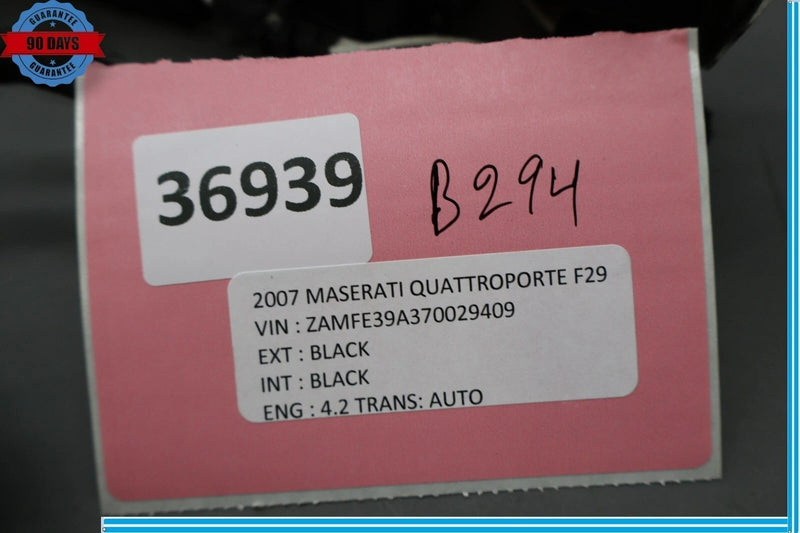 GUARANTEE
90 DAYS
GUARANTEE
36939
B294
2007 MASERATI QUATTROPORTE F29
VIN : ZAMFE39A370029409
EXT : BLACK
INT : BLACK
ENG : 4.2 TRANS: AUTO